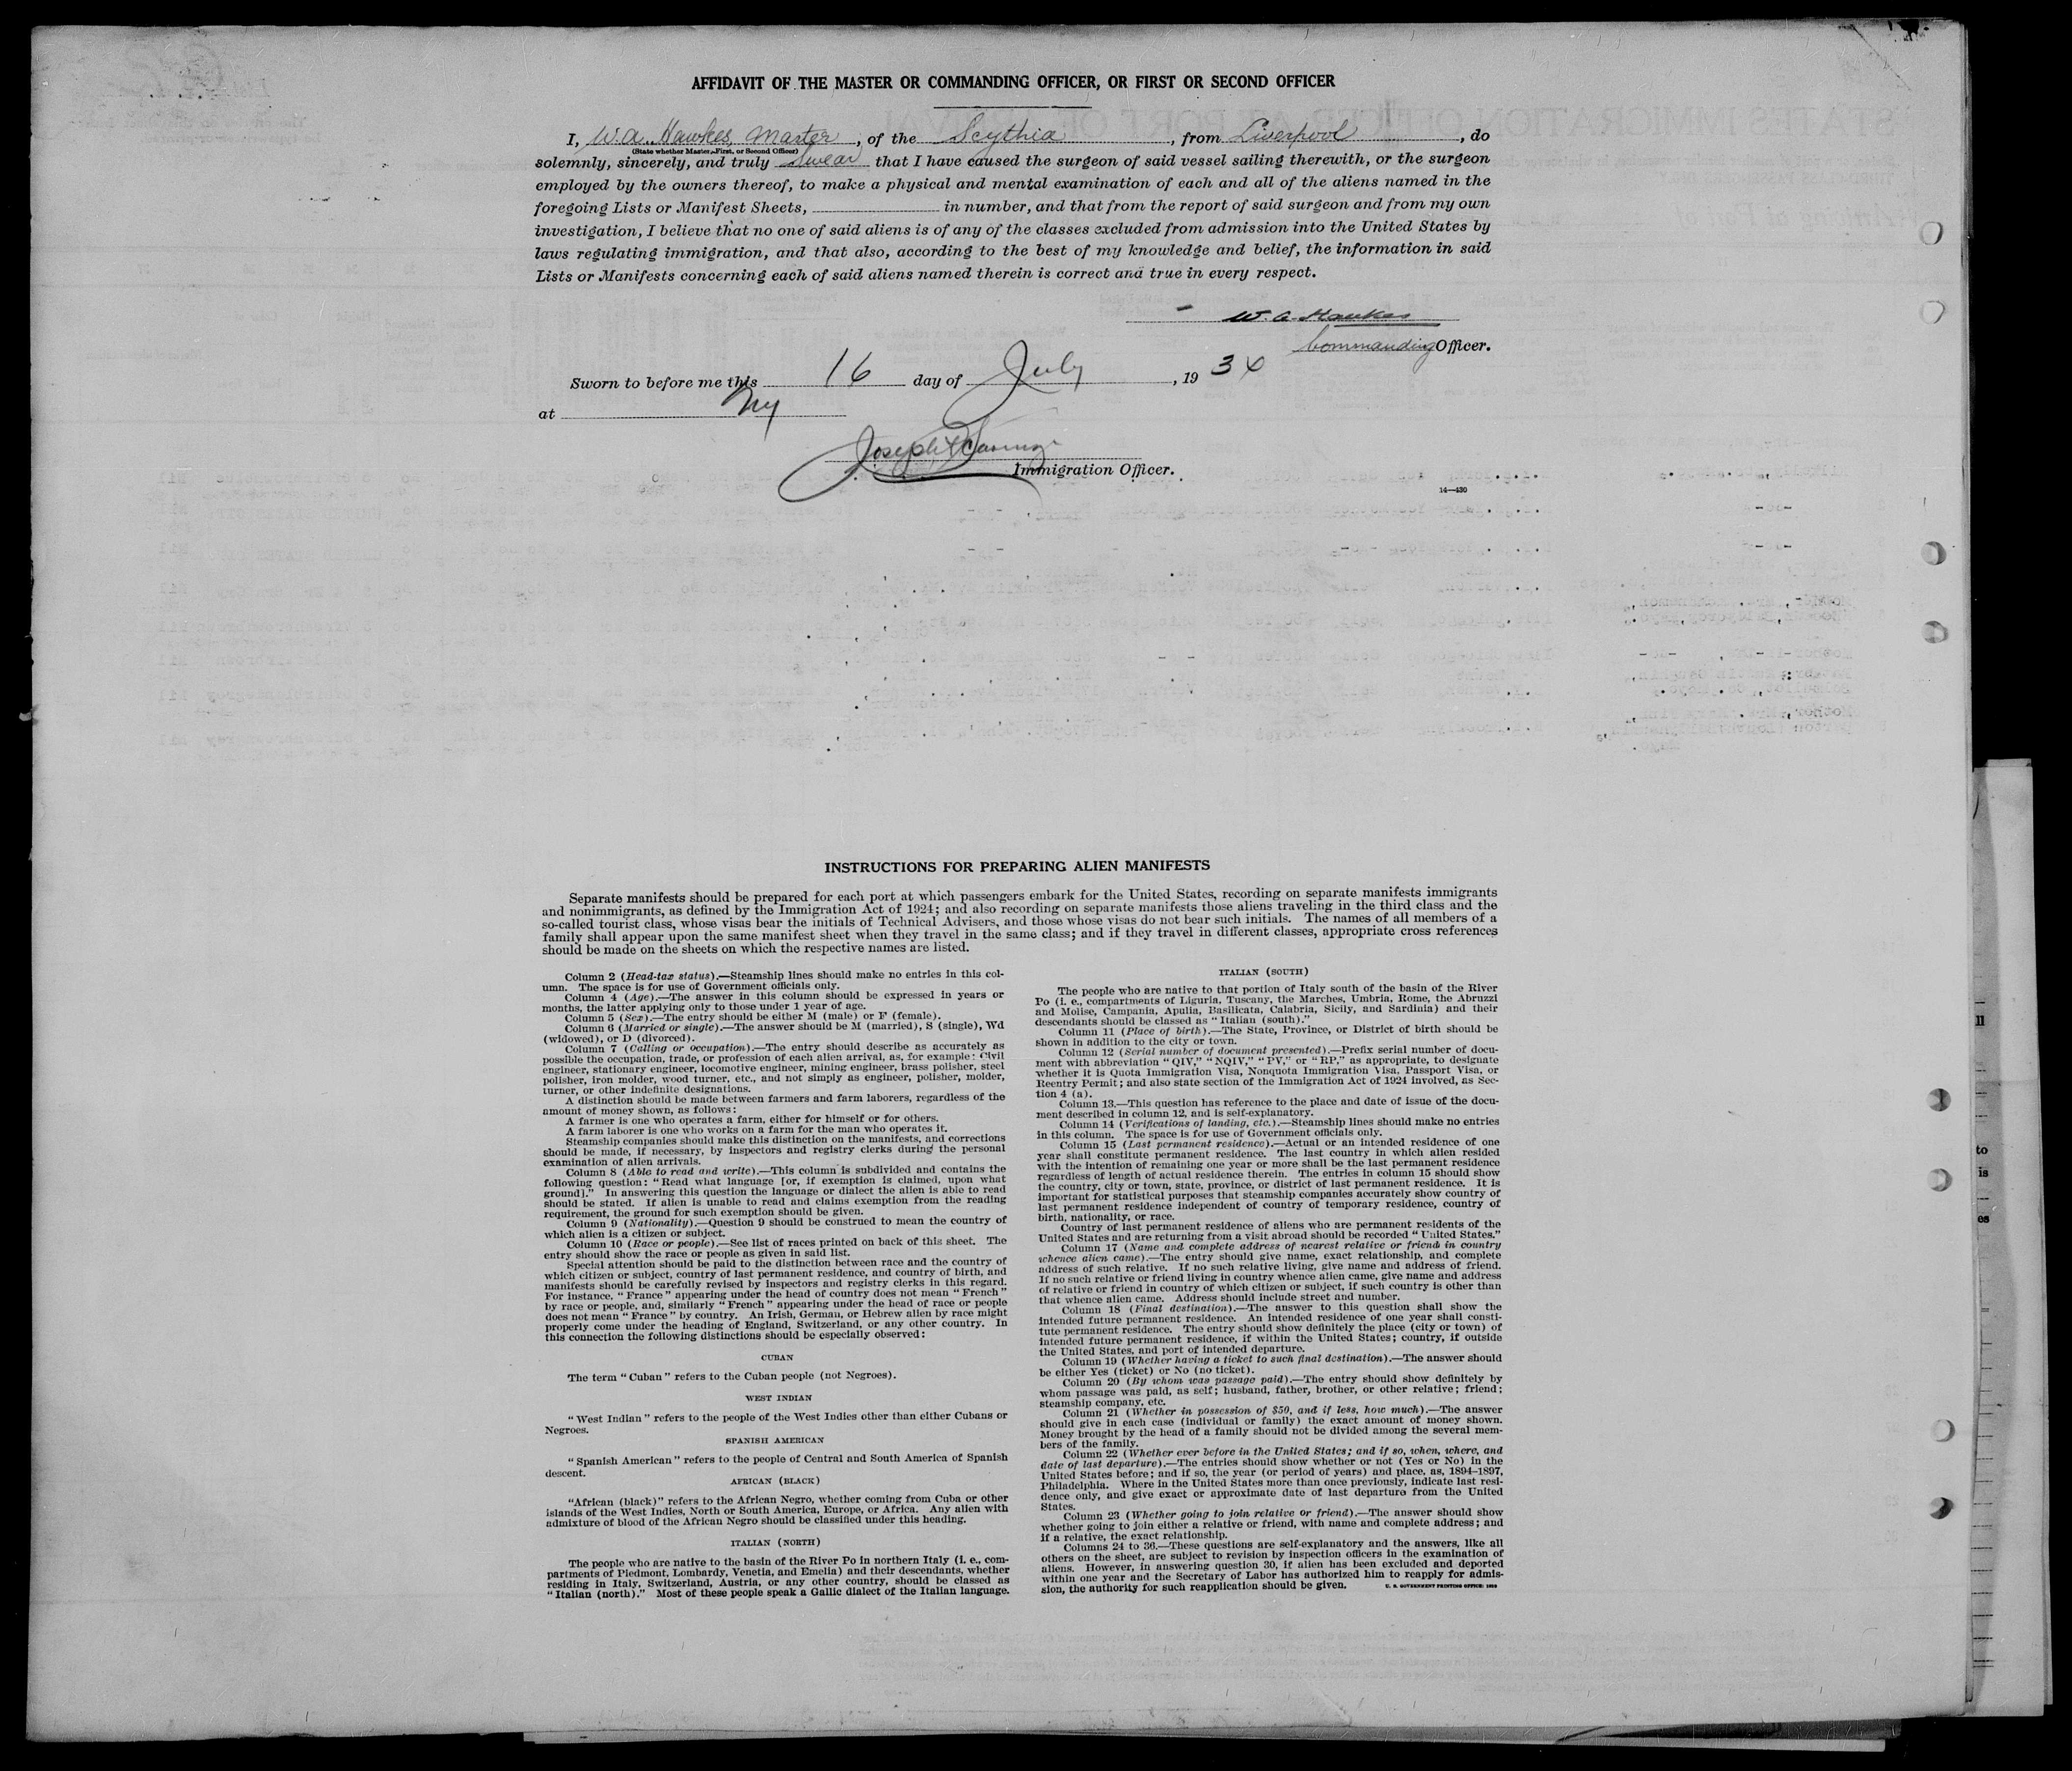 AFFIDAVIT OF THE MASTER OR COMMANDING OFFICER, OR FIRST OR SECOND OFFICER
I, W.A. Hawkes, Master, of the Scythia, from Liverpool, do
(State whether Master, First, or Second Officer)
solemnly, sincerely, and truly Swear that I have caused the surgeon of said vessel sailing therewith, or the surgeon
employed by the owners thereof, to make a physical and mental examination of each and all of the aliens named in the
foregoing Lists or Manifest Sheets, in number, and that from the report of said surgeon and from my own
investigation, I believe that no one of said aliens is of any of the classes excluded from admission into the United States by
laws regulating immigration, and that also, according to the best of my knowledge and belief, the information in said
Lists or Manifests concerning each of said aliens named therein is correct and true in every respect.
W. A. Hawkes
Commanding Officer.
Sworn to before me this 16 day of July, 19 34
at NY
Joseph
Immigration Officer.
14—430
INSTRUCTIONS FOR PREPARING ALIEN MANIFESTS
Separate manifests should be prepared for each port at which passengers embark for the United States, recording on separate manifests immigrants
and nonimmigrants, as defined by the Immigration Act of 1924; and also recording on separate manifests those aliens traveling in the third class and the
so-called tourist class, whose visas bear the initials of Technical Advisers, and those whose visas do not bear such initials. The names of all members of a
family shall appear upon the same manifest sheet when they travel in the same class; and if they travel in different classes, appropriate cross references
should be made on the sheets on which the respective names are listed.
Column 2 (Head-tax status).—Steamship lines should make no entries in this col-
umn. The space is for use of Government officials only.
Column 4 (Age).—The answer in this column should be expressed in years or
months, the latter applying only to those under 1 year of age.
Column 5 (Sex).—The entry should be either M (male) or F (female).
Column 6 (Married or single).—The answer should be M (married), S (single), Wd
(widowed), or D (divorced).
Column 7 (Calling or occupation).—The entry should describe as accurately as
possible the occupation, trade, or profession of each alien arrival, as, for example: Civil
engineer, stationary engineer, locomotive engineer, mining engineer, brass polisher, steel
polisher, iron molder, wood turner, etc., and not simply as engineer, polisher, molder,
turner, or other indefinite designations.
A distinction should be made between farmers and farm laborers, regardless of the
amount of money shown, as follows:
A farmer is one who operates a farm, either for himself or for others.
A farm laborer is one who works on a farm for the man who operates it.
Steamship companies should make this distinction on the manifests, and corrections
should be made, if necessary, by inspectors and registry clerks during the personal
examination of alien arrivals.
Column 8 (Able to read and write).—This column is subdivided and contains the
following question: "Read what language [or, if exemption is claimed, upon what
ground]." In answering this question the language or dialect the alien is able to read
should be stated. If alien is unable to read and claims exemption from the reading
requirement, the ground for such exemption should be given.
Column 9 (Nationality).—Question 9 should be construed to mean the country of
which alien is a citizen or subject.
Column 10 (Race or people).—See list of races printed on back of this sheet. The
entry should show the race or people as given in said list.
Special attention should be paid to the distinction between race and the country of
which citizen or subject, country of last permanent residence, and country of birth, and
manifests should be carefully revised by inspectors and registry clerks in this regard.
For instance, "France" appearing under the head of country does not mean "French"
by race or people, and, similarly "French" appearing under the head of race or people
does not mean "France" by country. An Irish, German, or Hebrew alien by race might
properly come under the heading of England, Switzerland, or any other country. In
this connection the following distinctions should be especially observed:
CUBAN
The term "Cuban" refers to the Cuban people (not Negroes).
WEST INDIAN
"West Indian" refers to the people of the West Indies other than either Cubans or
Negroes.
SPANISH AMERICAN
"Spanish American" refers to the people of Central and South America of Spanish
descent.
AFRICAN (BLACK)
"African (black)" refers to the African Negro, whether coming from Cuba or other
islands of the West Indies, North or South America, Europe, or Africa. Any alien with
admixture of blood of the African Negro should be classified under this heading.
ITALIAN (NORTH)
The people who are native to the basin of the River Po in northern Italy (i. e., com-
partments of Piedmont, Lombardy, Venetia, and Emelia) and their descendants, whether
residing in Italy, Switzerland, Austria, or any other country, should be classed as
"Italian (north)." Most of these people speak a Gallic dialect of the Italian language.
ITALIAN (SOUTH)
The people who are native to that portion of Italy south of the basin of the River
Po (i. e., compartments of Liguria, Tuscany, the Marches, Umbria, Rome, the Abruzzi
and Molise, Campania, Apulia, Basilicata, Calabria, Sicily, and Sardinia) and their
descendants should be classed as "Italian (south)."
Column 11 (Place of birth).—The State, Province, or District of birth should be
shown in addition to the city or town.
Column 12 (Serial number of document presented).—Prefix serial number of docu-
ment with abbreviation "QIV," "NQIV," "PV," or "RP," as appropriate, to designate
whether it is Quota Immigration Visa, Nonquota Immigration Visa, Passport Visa, or
Reentry Permit; and also state section of the Immigration Act of 1924 involved, as Sec-
tion 4 (a).
Column 13.—This question has reference to the place and date of issue of the docu-
ment described in column 12, and is self-explanatory.
Column 14 (Verifications of landing, etc.).—Steamship lines should make no entries
in this column. The space is for use of Government officials only.
Column 15 (Last permanent residence).—Actual or an intended residence of one
year shall constitute permanent residence. The last country in which alien resided
with the intention of remaining one year or more shall be the last permanent residence
regardless of length of actual residence therein. The entries in column 15 should show
the country, city or town, state, province, or district of last permanent residence. It is
important for statistical purposes that steamship companies accurately show country of
last permanent residence independent of country of temporary residence, country of
birth, nationality, or race.
Country of last permanent residence of aliens who are permanent residents of the
United States and are returning from a visit abroad should be recorded "United States."
Column 17 (Name and complete address of nearest relative or friend in country
whence alien came).—The entry should give name, exact relationship, and complete
address of such relative. If no such relative living, give name and address of friend.
If no such relative or friend living in country whence alien came, give name and address
of relative or friend in country of which citizen or subject, if such country is other than
that whence alien came. Address should include street and number.
Column 18 (Final destination).—The answer to this question shall show the
intended future permanent residence. An intended residence of one year shall consti-
tute permanent residence. The entry should show definitely the place (city or town) of
intended future permanent residence, if within the United States; country, if outside
the United States, and port of intended departure.
Column 19 (Whether having a ticket to such final destination).—The answer should
be either Yes (ticket) or No (no ticket).
Column 20 (By whom was passage paid).—The entry should show definitely by
whom passage was paid, as self; husband, father, brother, or other relative; friend;
steamship company, etc.
Column 21 (Whether in possession of $50, and if less, how much).—The answer
should give in each case (individual or family) the exact amount of money shown.
Money brought by the head of a family should not be divided among the several mem-
bers of the family.
Column 22 (Whether ever before in the United States; and if so, when, where, and
date of last departure).—The entries should show whether or not (Yes or No) in the
United States before; and if so, the year (or period of years) and place, as, 1894-1897,
Philadelphia. Where in the United States more than once previously, indicate last resi-
dence only, and give exact or approximate date of last departure from the United
States.
Column 23 (Whether going to join relative or friend).—The answer should show
whether going to join either a relative or friend, with name and complete address; and
if a relative, the exact relationship.
Columns 24 to 36.—These questions are self-explanatory and the answers, like all
others on the sheet, are subject to revision by inspection officers in the examination of
aliens. However, in answering question 30, if alien has been excluded and deported
within one year and the Secretary of Labor has authorized him to reapply for admis-
sion, the authority for such reapplication should be given.
U. S. GOVERNMENT PRINTING OFFICE:
to
is
es